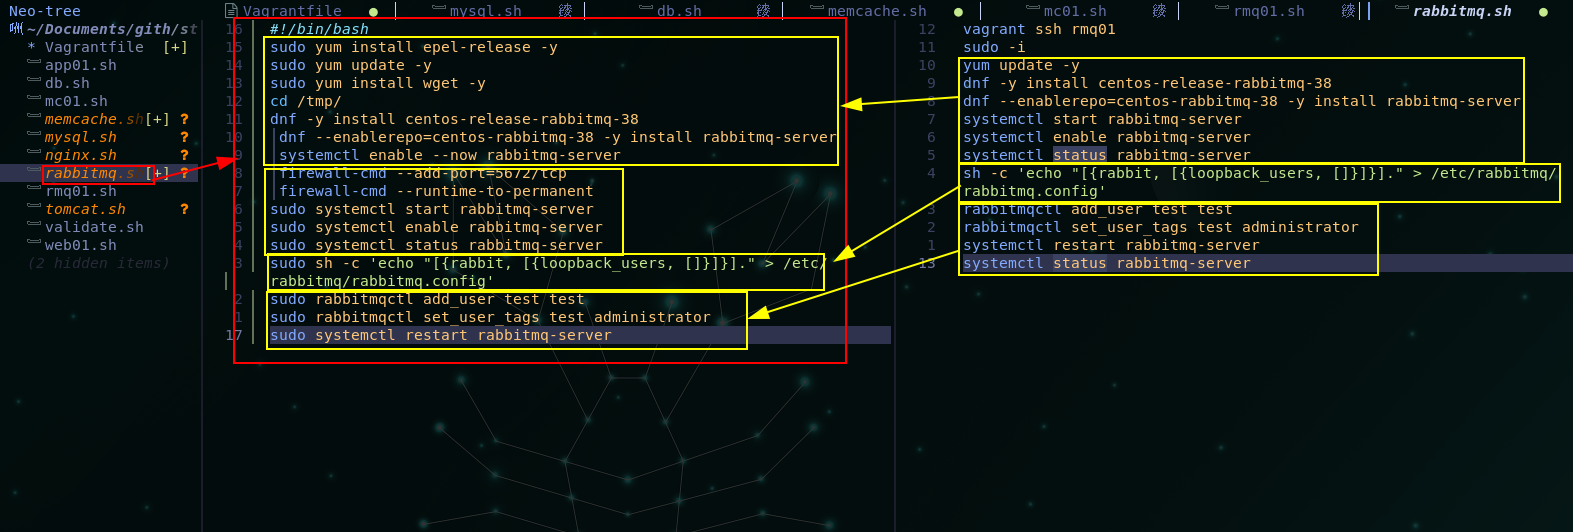 Neo-tree
~/Documents/gith/st
* Vagrantfile [+]
app01.sh
db.sh
mc01.sh
memcache.sh[+] ?
mysql.sh ?
nginx.sh ?
rabbitmq.s [+] ?
rmq01.sh
tomcat.sh ?
validate.sh
web01.sh
(2 hidden items)
Vagrantfile ● mysql.sh db.sh memcache.sh ● mc01.sh rmq01.sh rabbitmq.sh ●
16 #!/bin/bash
15 sudo yum install epel-release -y
14 sudo yum update -y
13 sudo yum install wget -y
12 cd /tmp/
11 dnf -y install centos-release-rabbitmq-38
10 dnf --enablerepo=centos-rabbitmq-38 -y install rabbitmq-server
9 systemctl enable --now rabbitmq-server
8 firewall-cmd --add-port=5672/tcp
7 firewall-cmd --runtime-to-permanent
6 sudo systemctl start rabbitmq-server
5 sudo systemctl enable rabbitmq-server
4 sudo systemctl status rabbitmq-server
3 sudo sh -c 'echo "[{rabbit, [{loopback_users, []}]}]." > /etc/
rabbitmq/rabbitmq.config'
2 sudo rabbitmqctl add_user test test
1 sudo rabbitmqctl set_user_tags test administrator
17 sudo systemctl restart rabbitmq-server
12 vagrant ssh rmq01
11 sudo -i
10 yum update -y
9 dnf -y install centos-release-rabbitmq-38
8 dnf --enablerepo=centos-rabbitmq-38 -y install rabbitmq-server
7 systemctl start rabbitmq-server
6 systemctl enable rabbitmq-server
5 systemctl status rabbitmq-server
4 sh -c 'echo "[{rabbit, [{loopback_users, []}]}]." > /etc/rabbitmq/
rabbitmq.config'
3 rabbitmqctl add_user test test
2 rabbitmqctl set_user_tags test administrator
1 systemctl restart rabbitmq-server
13 systemctl status rabbitmq-server